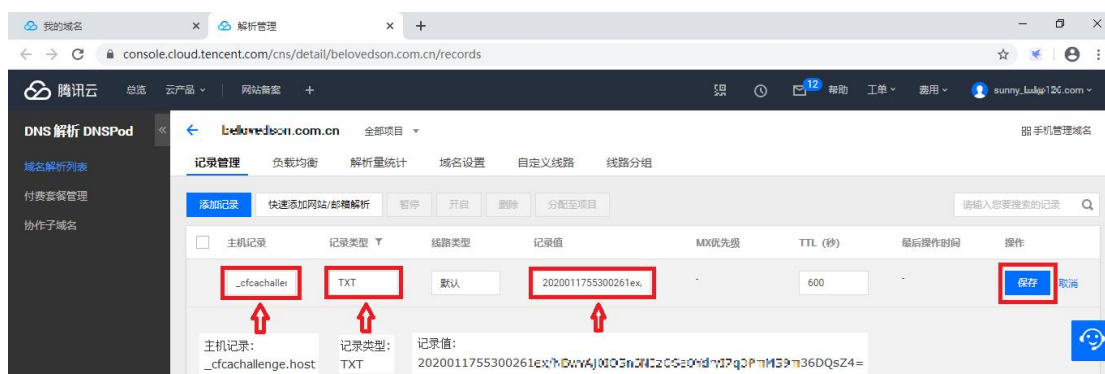 我的域名
解析管理
console.cloud.tencent.com/cns/detail/belovedson.com.cn/records
腾讯云 总览 云产品 网站备案 12 帮助 工单 费用
DNS 解析 DNSPod
.com.cn 全部项目 手机管理域名
域名解析列表
付费套餐管理
协作子域名
记录管理 负载均衡 解析量统计 域名设置 自定义线路 线路分组
添加记录 快速添加网站/邮箱解析 暂停 开启 删除 分配至项目 请输入您要搜索的记录
主机记录 记录类型 线路类型 记录值 MX优先级 TTL (秒) 最后操作时间 操作
_cfcachaller TXT 默认 2020011755300261ex/ - 600 - 保存 取消
主机记录: 记录类型: 记录值:
_cfcachallenge.host TXT